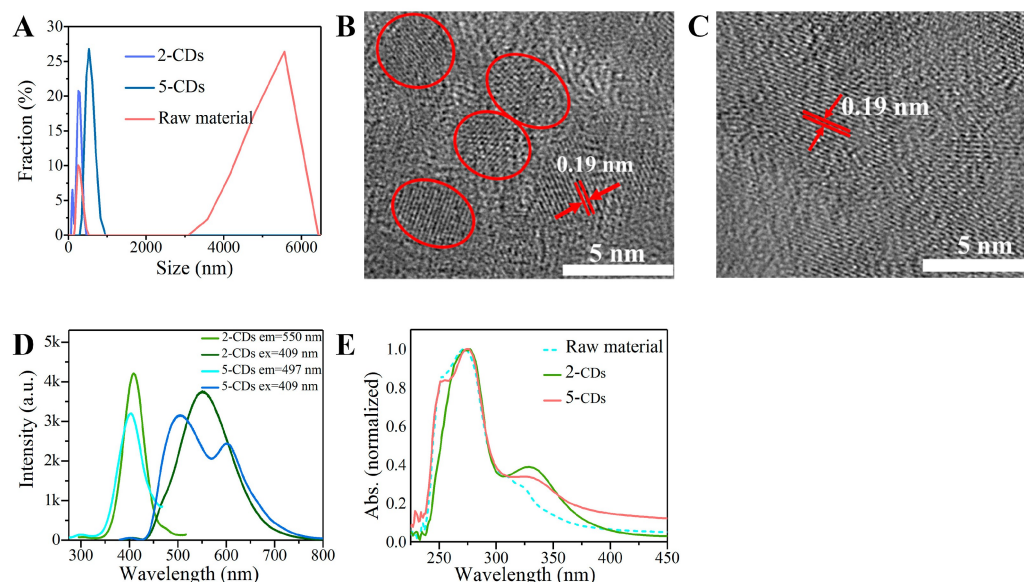 A
30
25
20
15
10
5
0
Fraction (%)
2-CDs
5-CDs
Raw material
0
2000
4000
6000
Size (nm)
B
0.19 nm
5 nm
C
0.19 nm
5 nm
D
5k
4k
3k
2k
1k
0
Intensity (a.u.)
2-CDs em=550 nm
2-CDs ex=409 nm
5-CDs em=497 nm
5-CDs ex=409 nm
300
400
500
600
700
800
Wavelength (nm)
E
1.0
0.8
0.6
0.4
0.2
0.0
Abs. (normalized)
Raw material
2-CDs
5-CDs
250
300
350
400
450
Wavelength (nm)